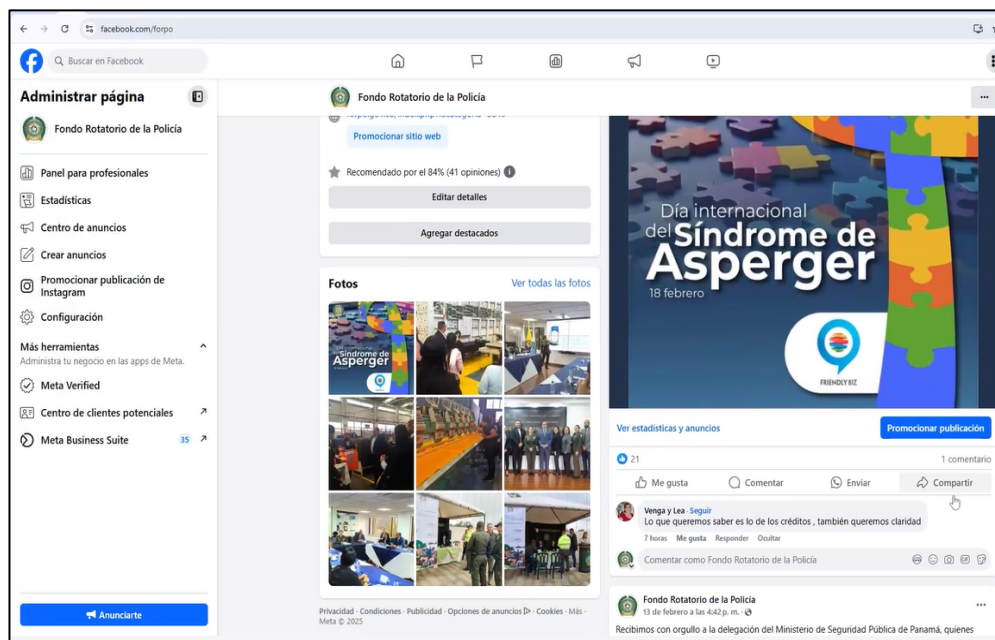 facebook.com/forpo
Buscar en Facebook
Administrar página
Fondo Rotatorio de la Policía
Panel para profesionales
Estadísticas
Centro de anuncios
Crear anuncios
Promocionar publicación de
Instagram
Configuración
Más herramientas
Administra tu negocio en las apps de Meta.
Meta Verified
Centro de clientes potenciales
Meta Business Suite
35
Anunciarte
Fondo Rotatorio de la Policía
Promocionar sitio web
Recomendado por el 84% (41 opiniones)
Editar detalles
Agregar destacados
Fotos
Ver todas las fotos
Síndrome de
Asperger
Privacidad · Condiciones · Publicidad · Opciones de anuncios · Cookies · Más ·
Meta © 2025
Día internacional
del Síndrome de
Asperger
18 febrero
FRIENDLY BIZ
Ver estadísticas y anuncios
Promocionar publicación
21
1 comentario
Me gusta
Comentar
Enviar
Compartir
Venga y Lea · Seguir
Lo que queremos saber es lo de los créditos , también queremos claridad
7 horas Me gusta Responder Ocultar
Comentar como Fondo Rotatorio de la Policía
Fondo Rotatorio de la Policía
13 de febrero a las 4:42 p. m. ·
Recibimos con orgullo a la delegación del Ministerio de Seguridad Pública de Panamá, quienes